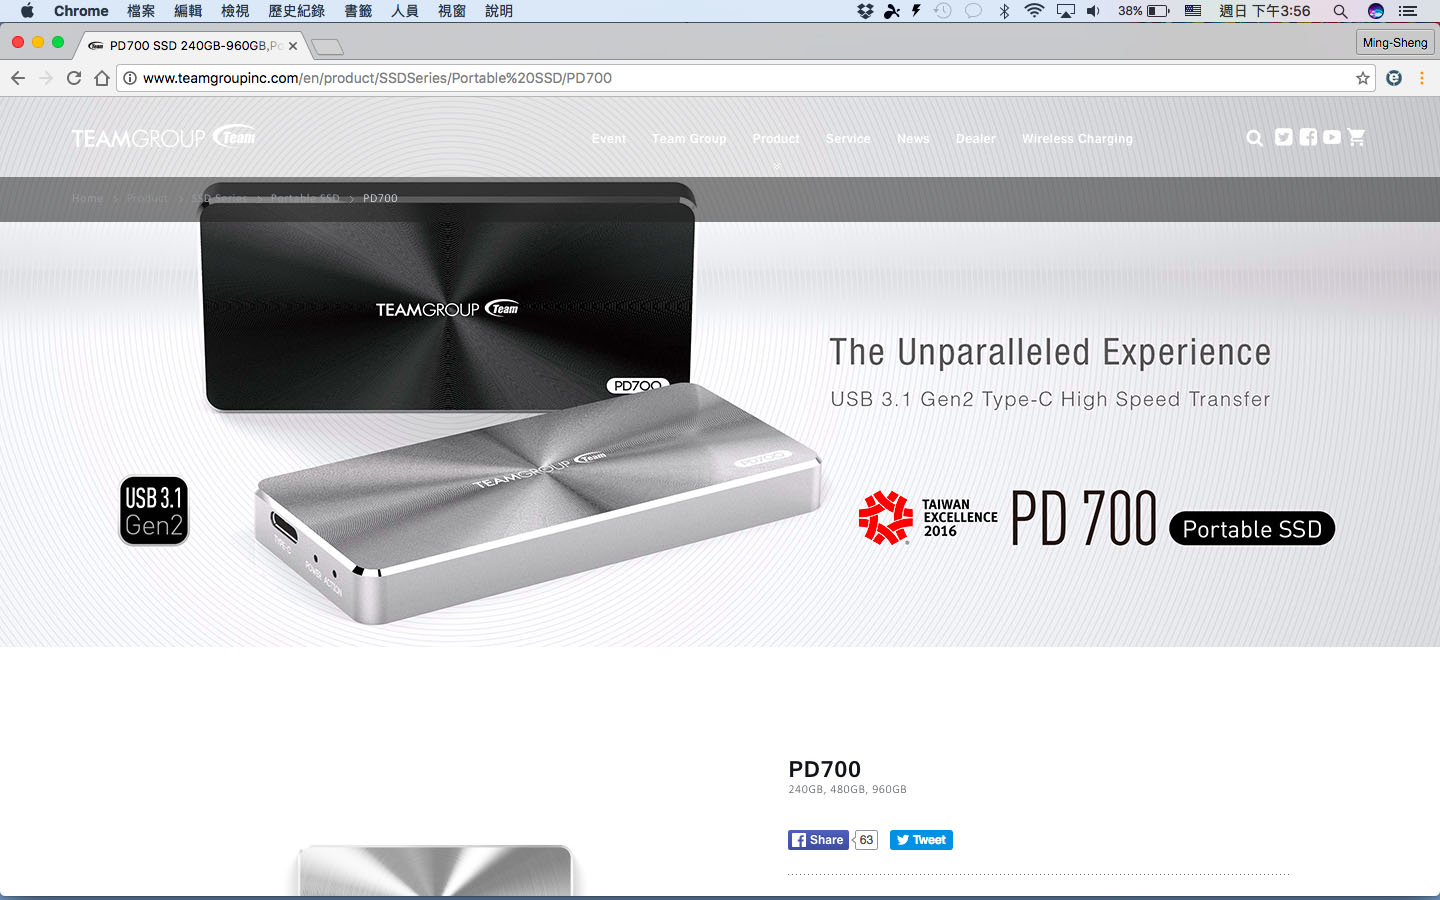 Chrome 檔案 編輯 檢視 歷史紀錄 書籤 人員 視窗 說明 38% 週日 下午3:56
PD700 SSD 240GB-960GB,Po
Ming-Sheng
www.teamgroupinc.com/en/product/SSDSeries/Portable%20SSD/PD700
TEAMGROUP Team Event Team Group Product Service News Dealer Wireless Charging
Home > Product > SSD Series > Portable SSD > PD700
TEAMGROUP Team
PD700
The Unparalleled Experience
USB 3.1 Gen2 Type-C High Speed Transfer
TEAMGROUP Team
PD700
USB 3.1
Gen2
TYPE-C
POWER ACTION
TAIWAN
EXCELLENCE
2016
PD 700 Portable SSD
PD700
240GB, 480GB, 960GB
Share 63 Tweet